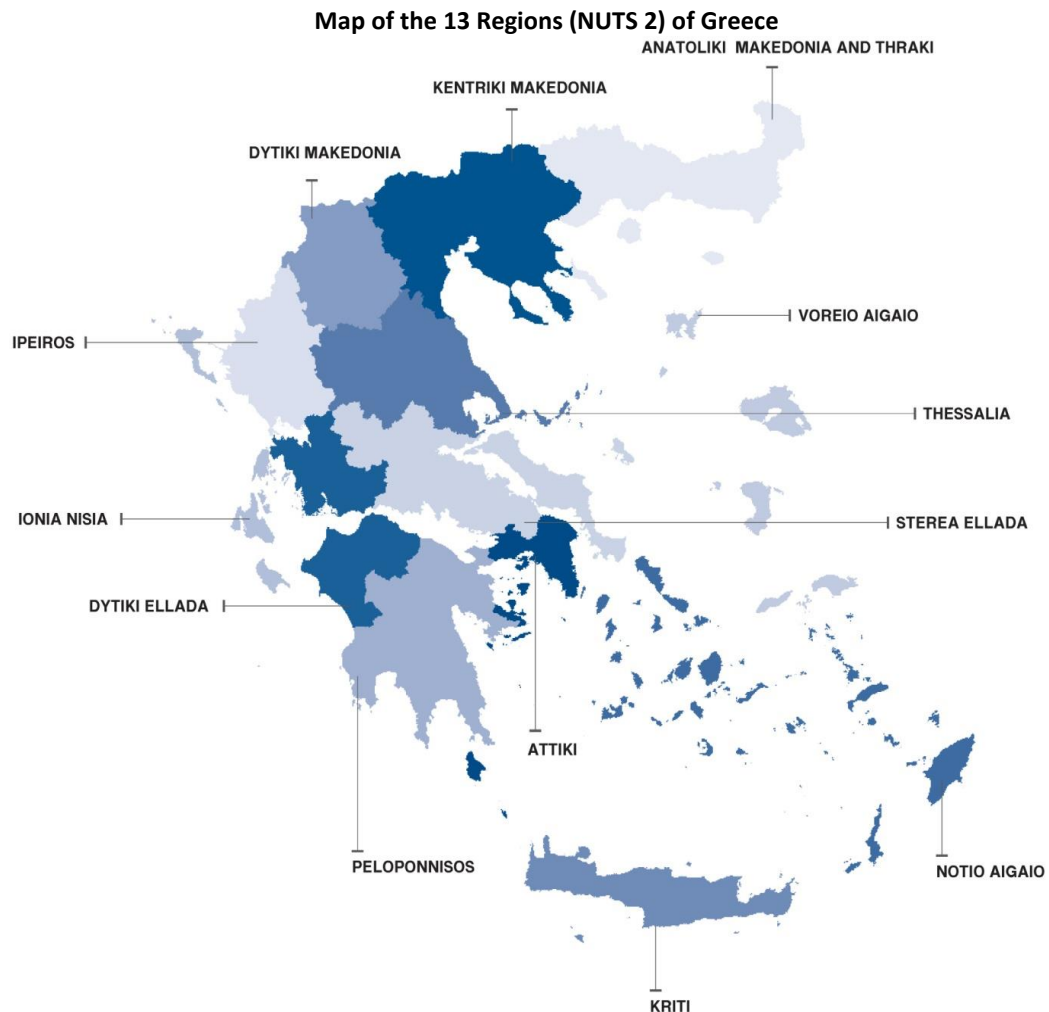 Map of the 13 Regions (NUTS 2) of Greece
ANATOLIKI MAKEDONIA AND THRAKI
KENTRIKI MAKEDONIA
DYTIKI MAKEDONIA
VOREIO AIGAIO
IPEIROS
THESSALIA
IONIA NISIA
STEREA ELLADA
DYTIKI ELLADA
ATTIKI
PELOPONNISOS
NOTIO AIGAIO
KRITI